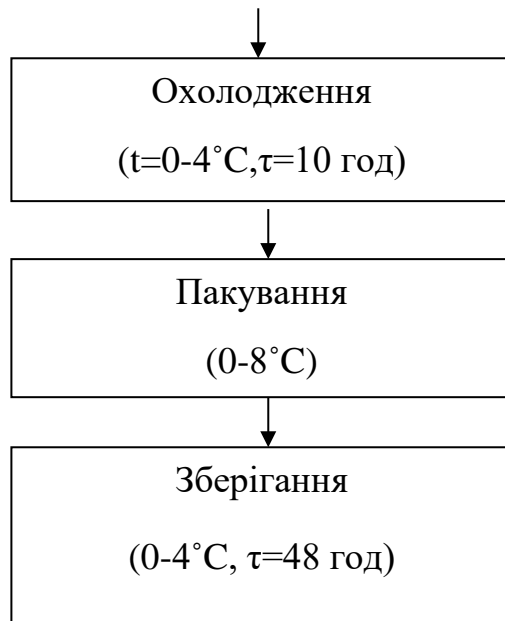 Охолодження
(t=0-4˚С,τ=10 год)
Пакування
(0-8˚С)
Зберігання
(0-4˚С, τ=48 год)